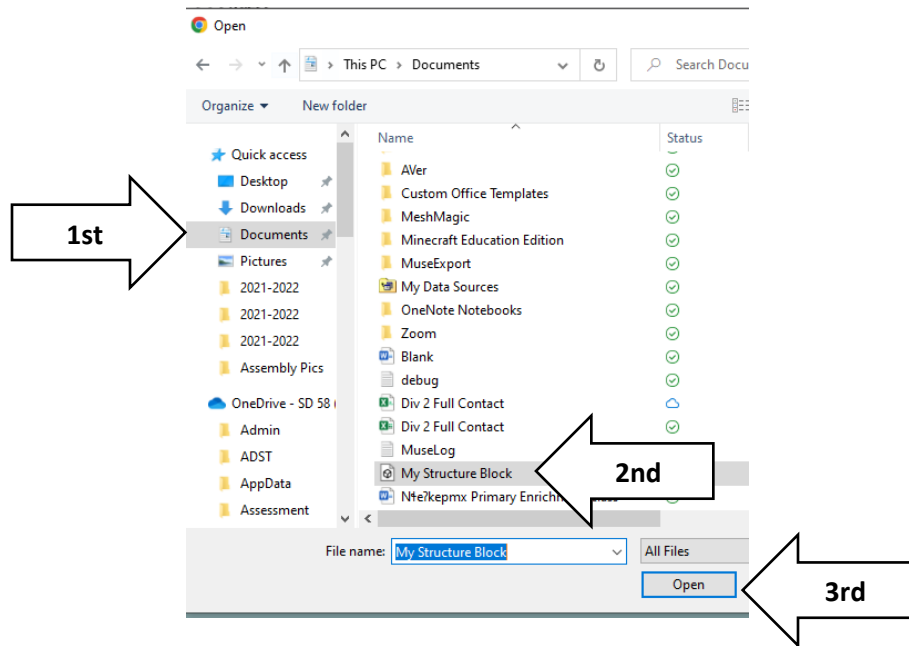 Open
This PC > Documents
Search Docu
Organize
New folder
Name
Status
Quick access
Desktop
Downloads
Documents
Pictures
2021-2022
2021-2022
2021-2022
Assembly Pics
OneDrive - SD 58 (
Admin
ADST
AppData
Assessment
AVer
Custom Office Templates
MeshMagic
Minecraft Education Edition
MuseExport
My Data Sources
OneNote Notebooks
Zoom
Blank
debug
Div 2 Full Contact
Div 2 Full Contact
MuseLog
My Structure Block
Primary
File name: My Structure Block
All Files
Open
1st
2nd
3rd